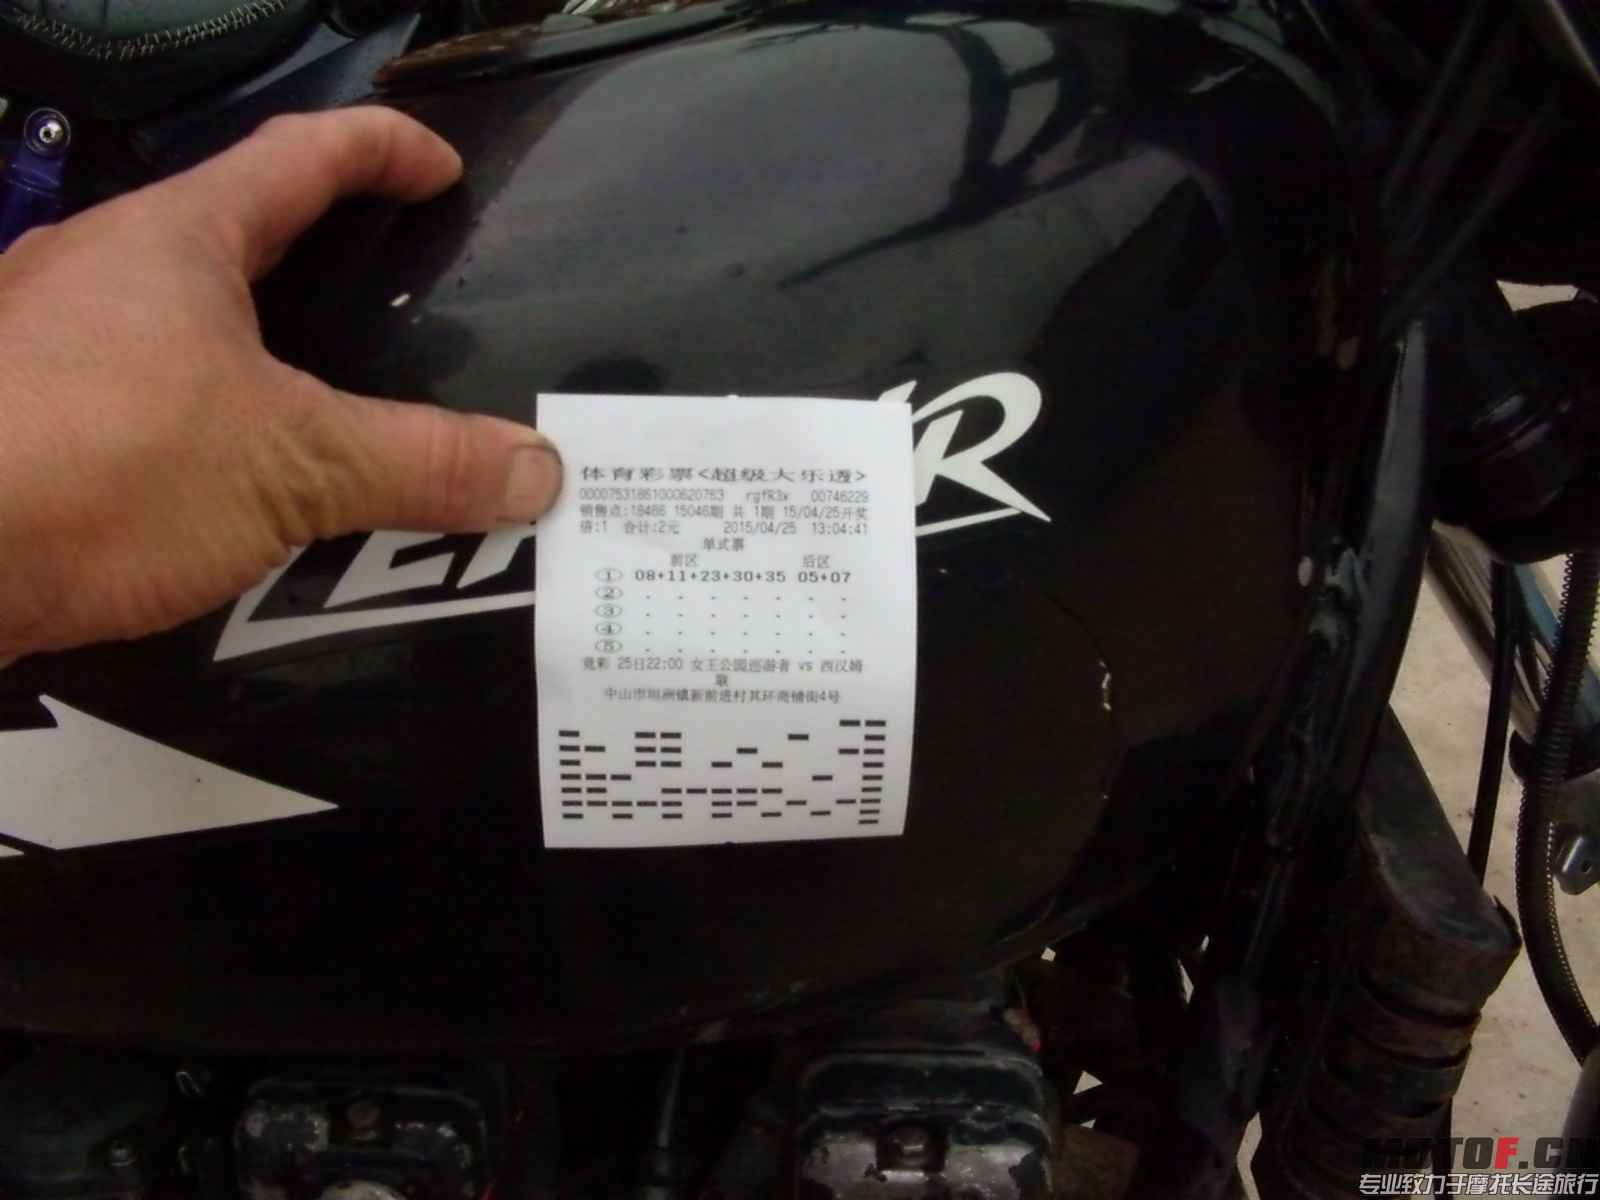 体育彩票<超级大乐透>
00007531861000620763 rgfR3x 00746229
销售点:18466 15046期 共 1期 15/04/25开奖
倍:1 合计:2元 2015/04/25 13:04:41
单式票
前区 后区
① 08+11+23+30+35 05+07
② . . . . . . .
③ . . . . . . .
④ . . . . . . .
⑤ . . . . . . .
竞彩 25日22:00 女王公园巡游者 vs 西汉姆
联
中山市坦洲镇新前进村其环商铺街4号
MOTOF.CN
专业致力于摩托长途旅行